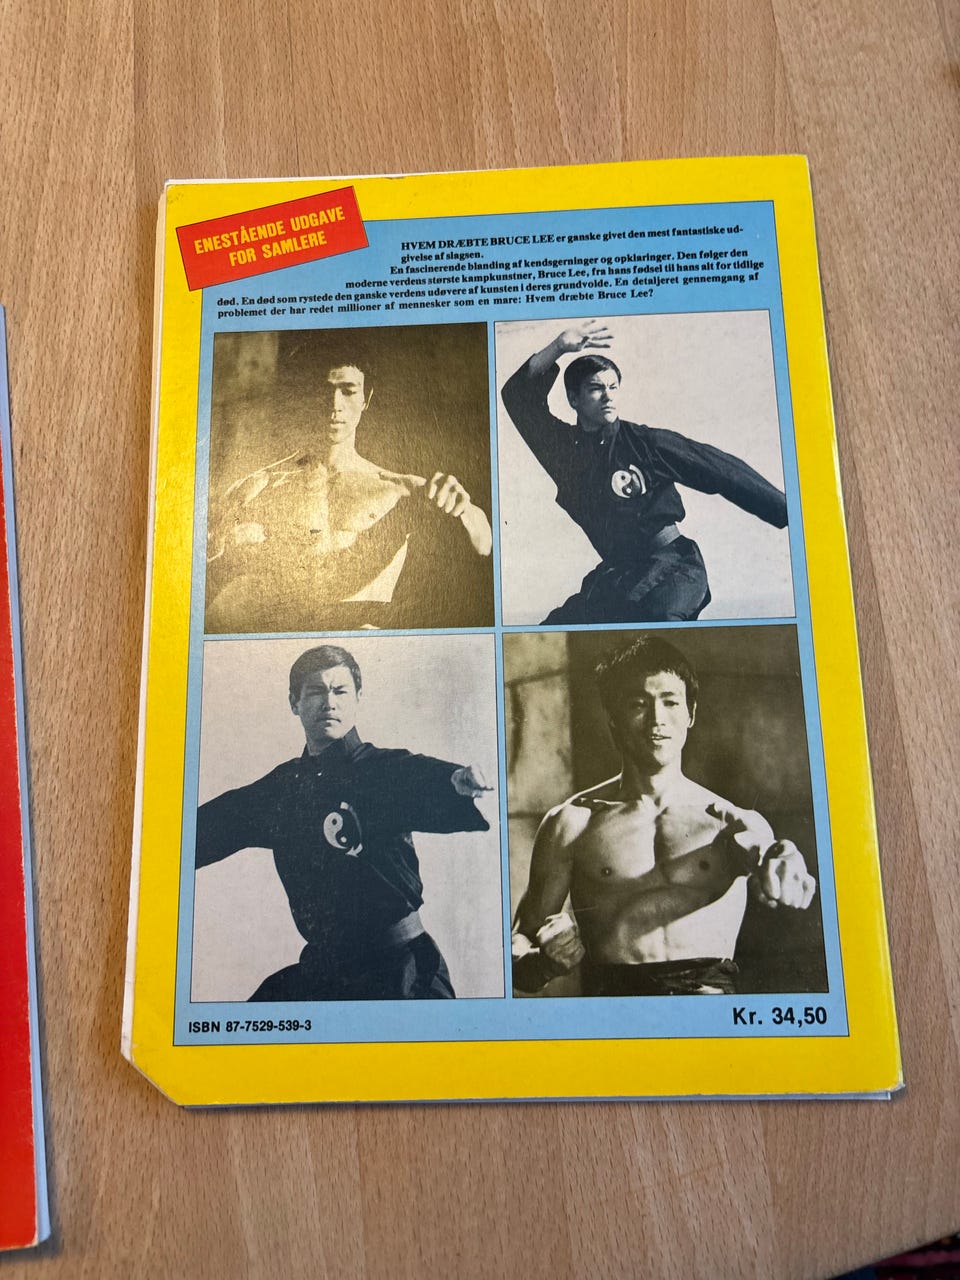 ENESTÅENDE UDGAVE
FOR SAMLERE
HVEM DRÆBTE BRUCE LEE er ganske givet den mest fantastiske ud-
givelse af slagsen.
En fascinerende blanding af kendsgerninger og opklaringer. Den følger den
moderne verdens største kampkunstner, Bruce Lee, fra hans fødsel til hans alt for tidlige
død. En død som rystede den ganske verdens udøvere af kunsten i deres grundvolde. En detaljeret gennemgang af
problemet der har redet millioner af mennesker som en mare: Hvem dræbte Bruce Lee?
ISBN 87-7529-539-3
Kr. 34,50